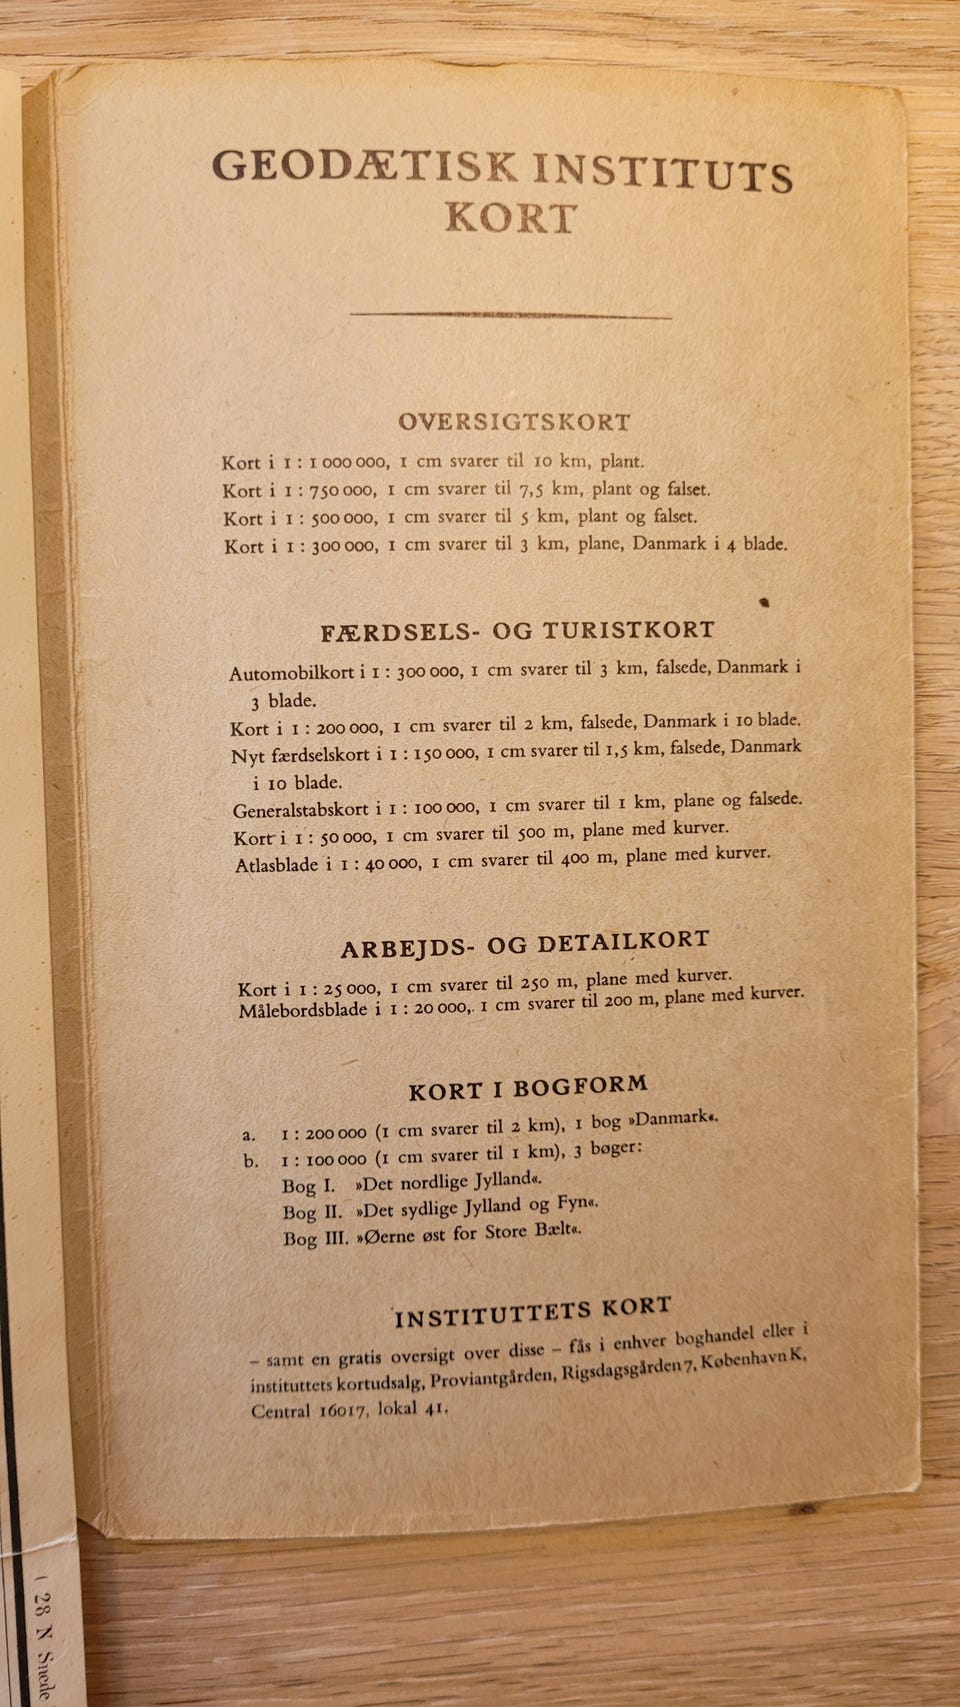 GEODÆTISK INSTITUTS
KORT
OVERSIGTSKORT
Kort i 1 : 1 000 000, 1 cm svarer til 10 km, plant.
Kort i 1 : 750 000, 1 cm svarer til 7,5 km, plant og falset.
Kort i 1 : 500 000, 1 cm svarer til 5 km, plant og falset.
Kort i 1 : 300 000, 1 cm svarer til 3 km, plane, Danmark i 4 blade.
FÆRDSELS- OG TURISTKORT
Automobilkort i 1 : 300 000, 1 cm svarer til 3 km, falsede, Danmark i
3 blade.
Kort i 1 : 200 000, 1 cm svarer til 2 km, falsede, Danmark i 10 blade.
Nyt færdselskort i 1 : 150 000, 1 cm svarer til 1,5 km, falsede, Danmark
i 10 blade.
Generalstabskort i 1 : 100 000, 1 cm svarer til 1 km, plane og falsede.
Kort i 1 : 50 000, 1 cm svarer til 500 m, plane med kurver.
Atlasblade i 1 : 40 000, 1 cm svarer til 400 m, plane med kurver.
ARBEJDS- OG DETAILKORT
Kort i 1 : 25 000, 1 cm svarer til 250 m, plane med kurver.
Målebordsblade i 1 : 20 000, 1 cm svarer til 200 m, plane med kurver.
KORT I BOGFORM
a. 1 : 200 000 (1 cm svarer til 2 km), 1 bog »Danmark«.
b. 1 : 100 000 (1 cm svarer til 1 km), 3 bøger:
Bog I. »Det nordlige Jylland«.
Bog II. »Det sydlige Jylland og Fyn«.
Bog III. »Øerne øst for Store Bælt«.
INSTITUTTETS KORT
– samt en gratis oversigt over disse – fås i enhver boghandel eller i
instituttets kortudsalg, Proviantgården, Rigsdagsgården 7, København K,
Central 16017, lokal 41.
28 N Snede